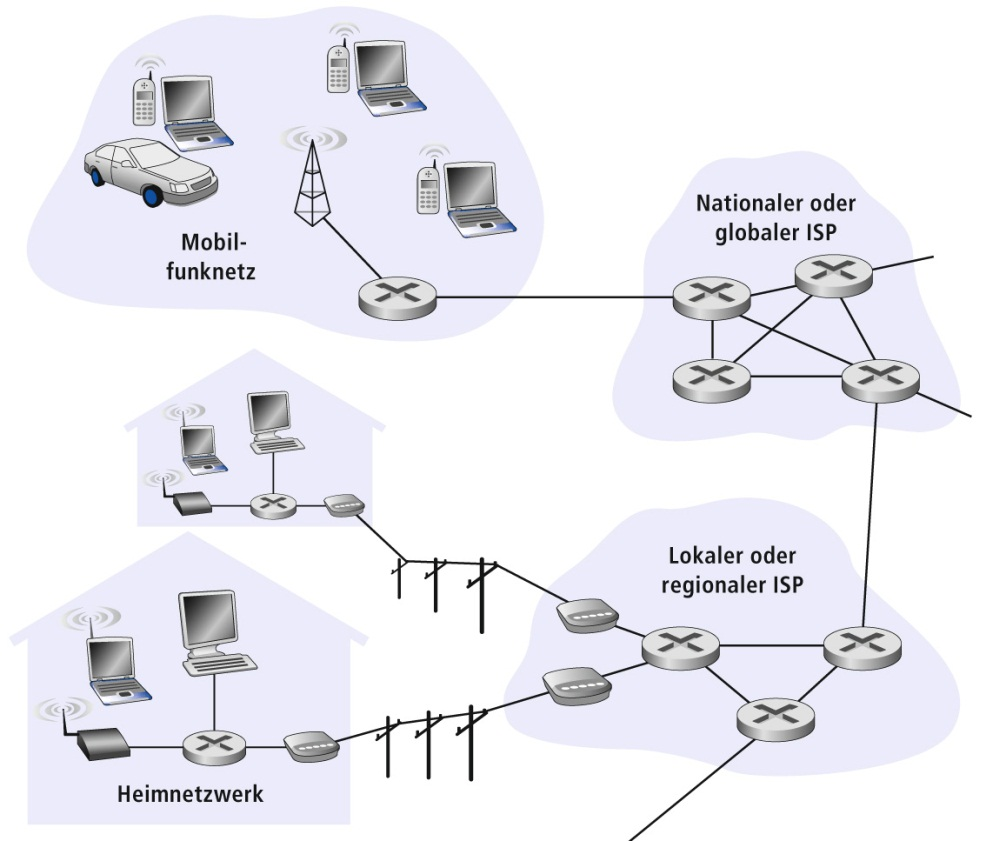 Mobil-
funknetz
Nationaler oder
globaler ISP
Lokaler oder
regionaler ISP
Heimnetzwerk